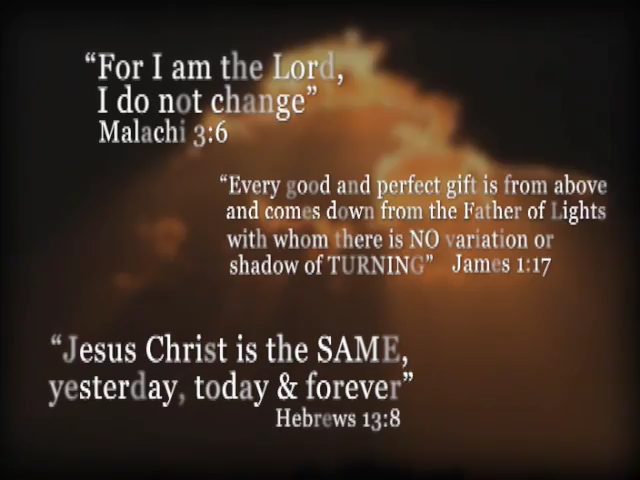 “For I am the Lord,
I do not change”
Malachi 3:6
“Every good and perfect gift is from above
and comes down from the Father of Lights
with whom there is NO variation or
shadow of TURNING” James 1:17
“Jesus Christ is the SAME,
yesterday, today & forever”
Hebrews 13:8